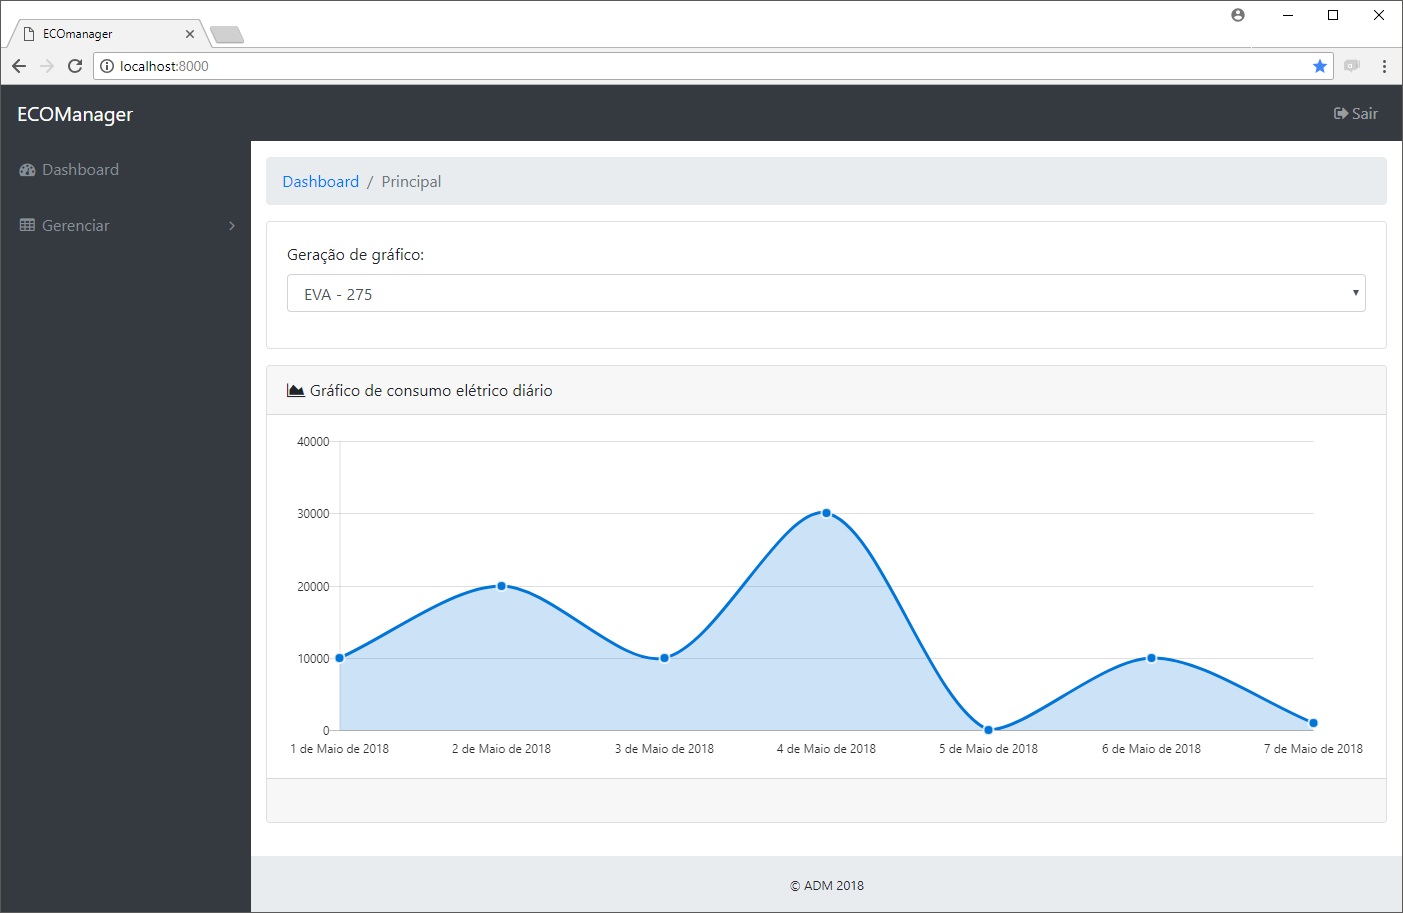 ECOmanager
localhost:8000
ECOManager
Sair
Dashboard
Gerenciar
Dashboard / Principal
Geração de gráfico:
EVA - 275
Gráfico de consumo elétrico diário
40000
30000
20000
10000
0
1 de Maio de 2018 2 de Maio de 2018 3 de Maio de 2018 4 de Maio de 2018 5 de Maio de 2018 6 de Maio de 2018 7 de Maio de 2018
© ADM 2018